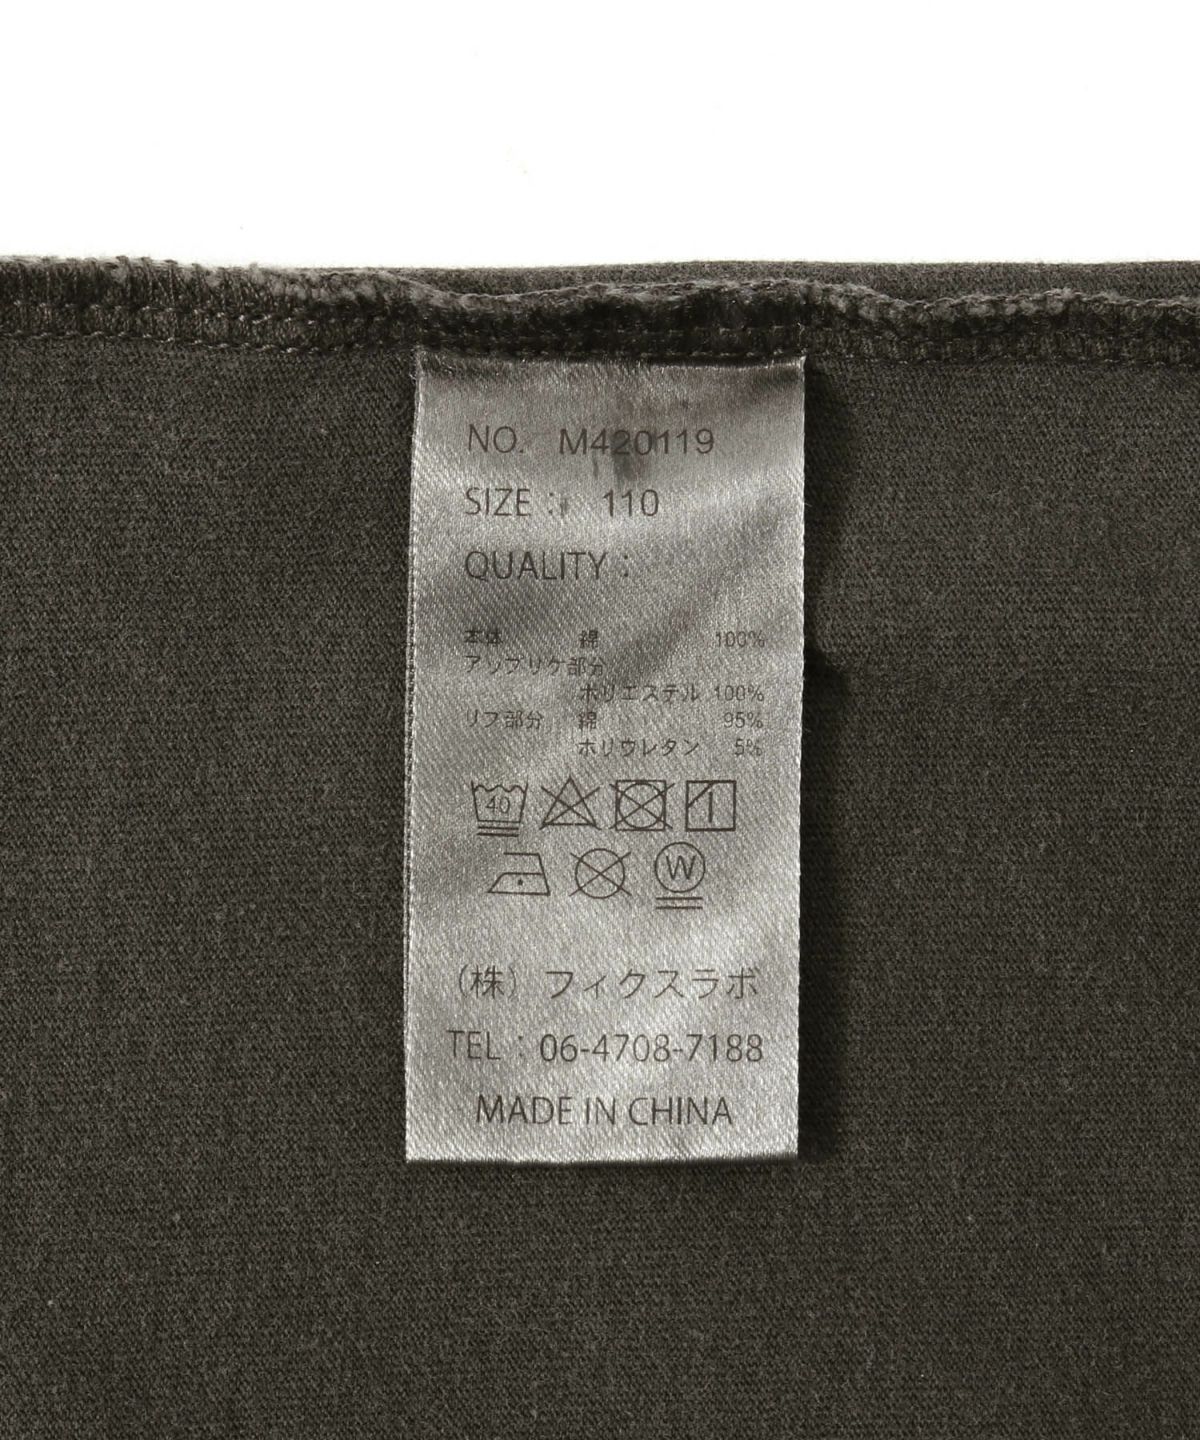 NO. M420119
SIZE : 110
QUALITY :
本体 綿 100%
アップリケ部分
ポリエステル 100%
リブ部分 綿 95%
ポリウレタン 5%
40
W
(株) フィクスラボ
TEL : 06-4708-7188
MADE IN CHINA